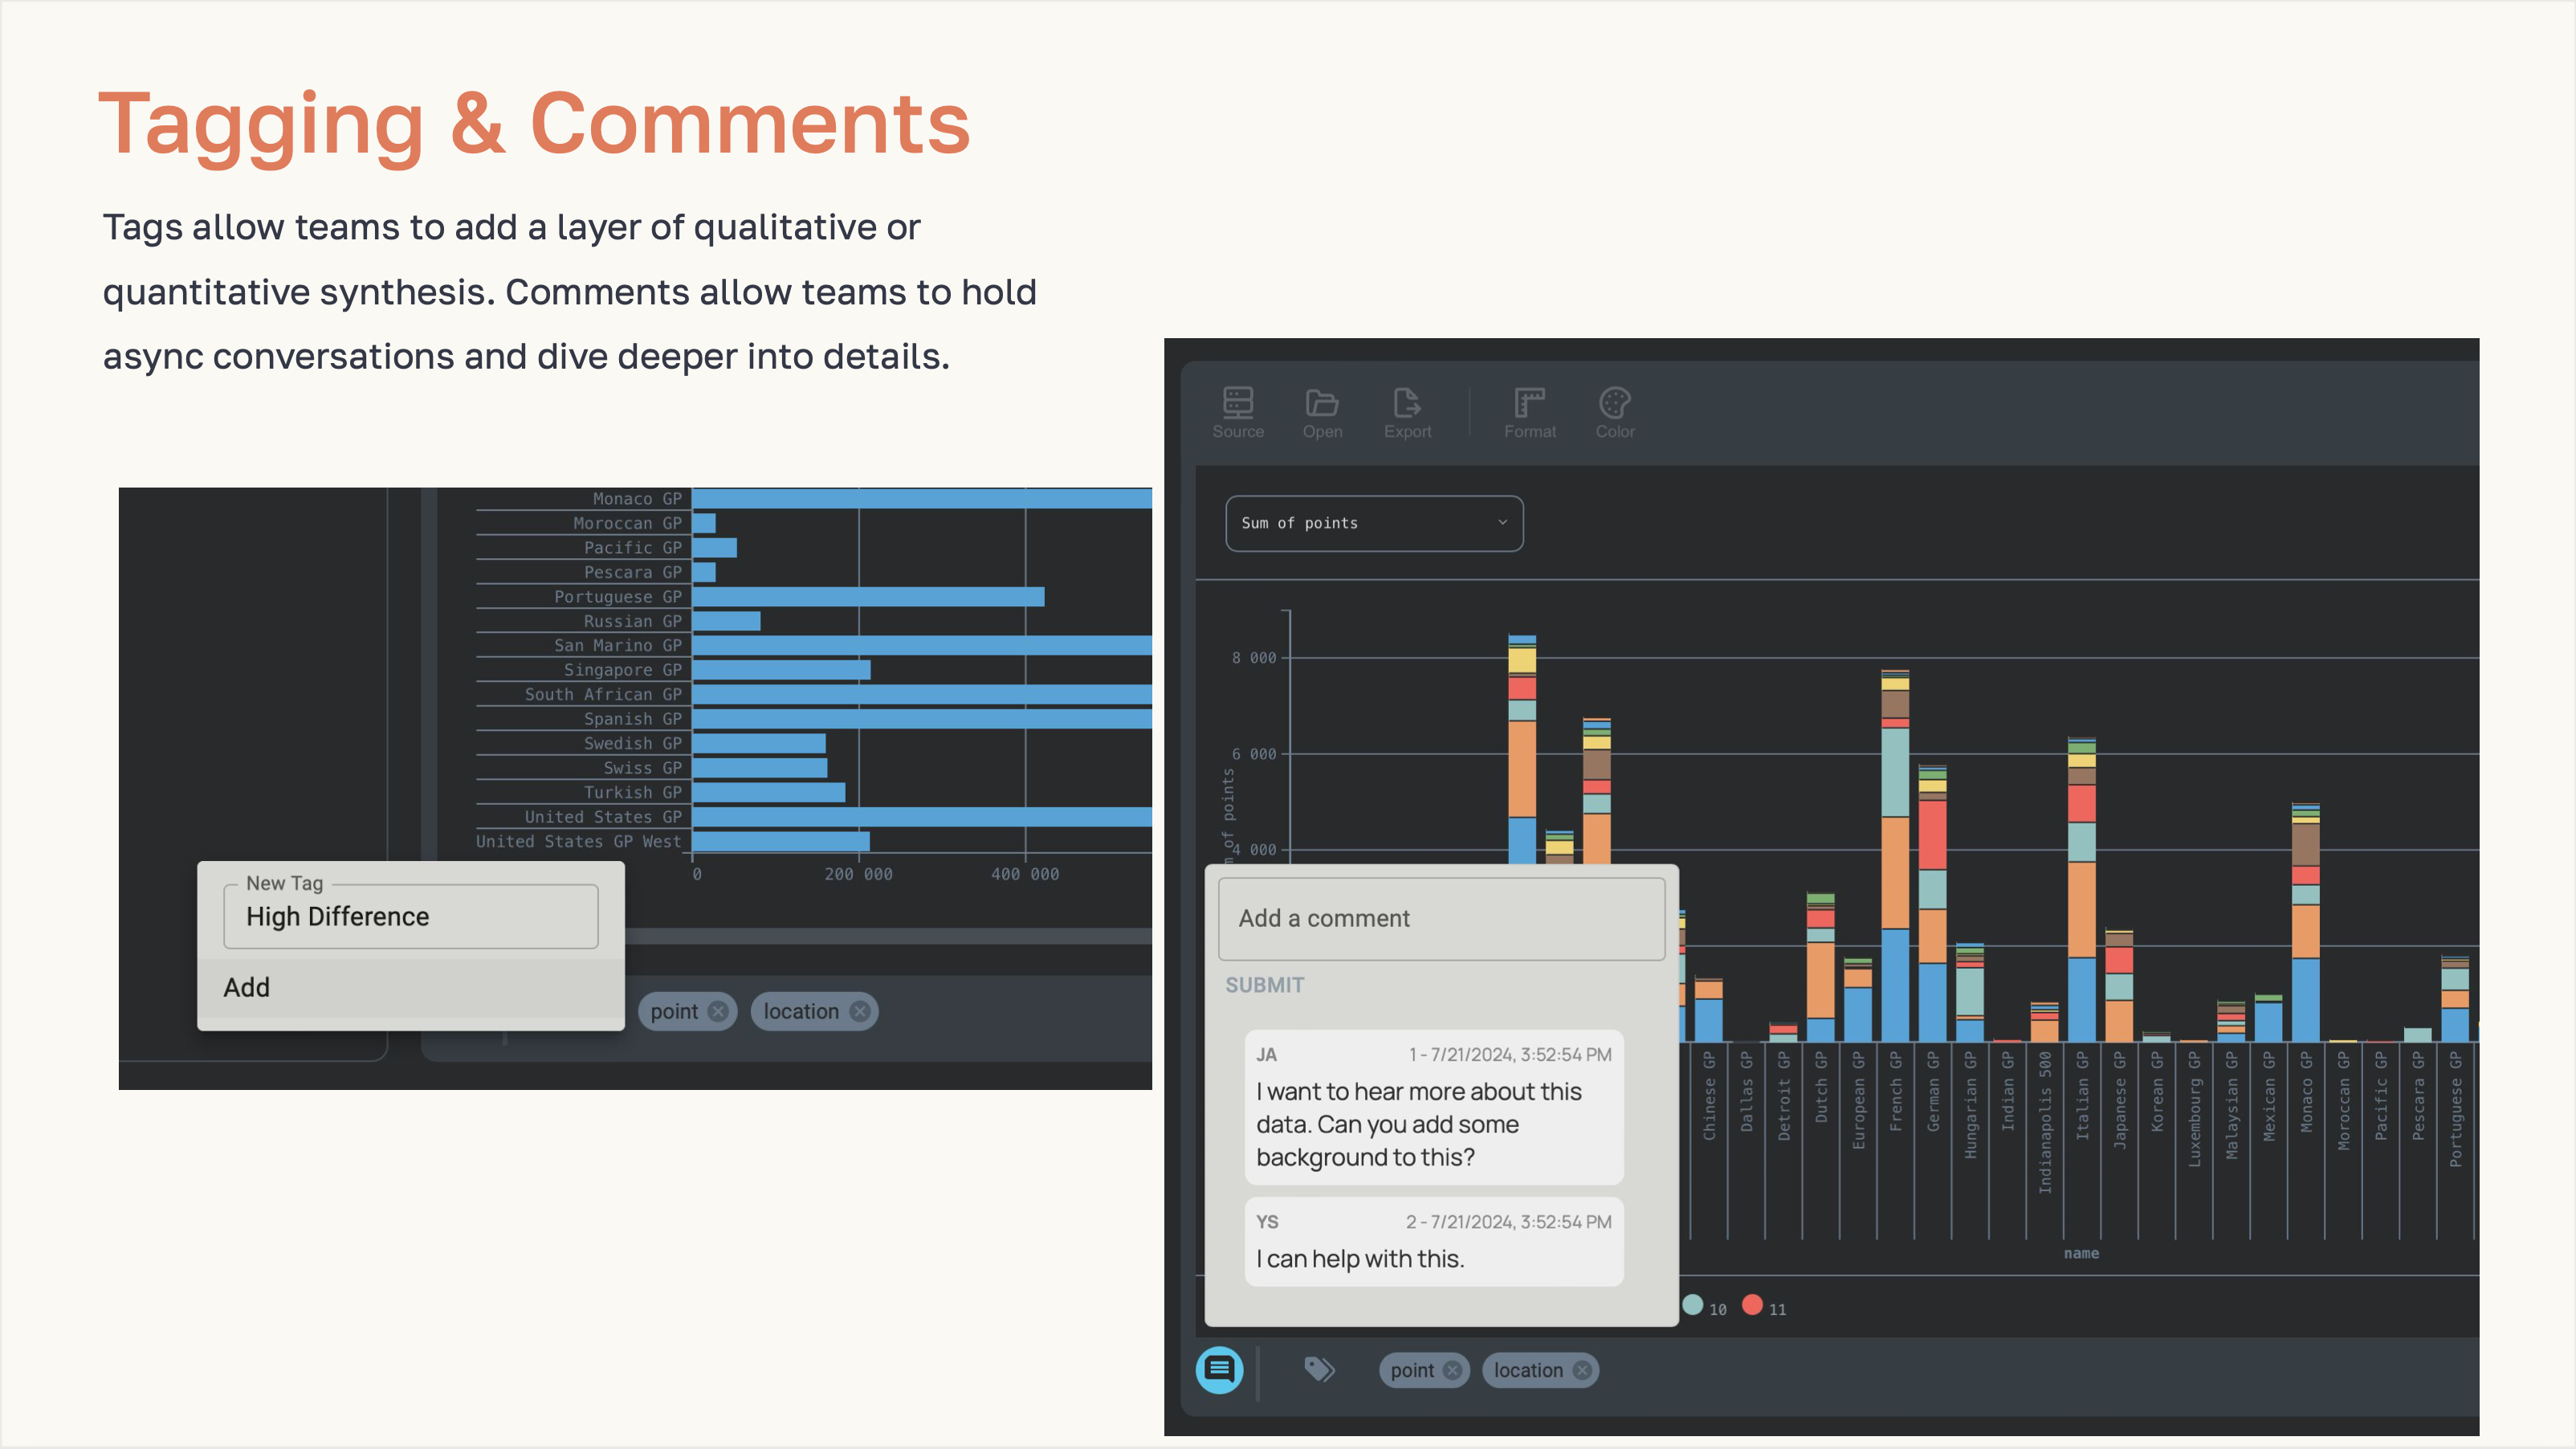 Tagging & Comments
Tags allow teams to add a layer of qualitative or
quantitative synthesis. Comments allow teams to hold
async conversations and dive deeper into details.
Monaco GP
Moroccan GP
Pacific GP
Pescara GP
Portuguese GP
Russian GP
San Marino GP
Singapore GP
South African GP
Spanish GP
Swedish GP
Swiss GP
Turkish GP
United States GP
United States GP West
0 200 000 400 000
New Tag
High Difference
Add
point location
Source Open Export Format Color
Sum of points
8 000
6 000
4 000
of points
Add a comment
SUBMIT
JA 1 - 7/21/2024, 3:52:54 PM
I want to hear more about this
data. Can you add some
background to this?
YS 2 - 7/21/2024, 3:52:54 PM
I can help with this.
Chinese GP
Dallas GP
Detroit GP
Dutch GP
European GP
French GP
German GP
Hungarian GP
Indian GP
Indianapolis 500
Italian GP
Japanese GP
Korean GP
Luxembourg GP
Malaysian GP
Mexican GP
Monaco GP
Moroccan GP
Pacific GP
Pescara GP
Portuguese GP
name
10 11
point location